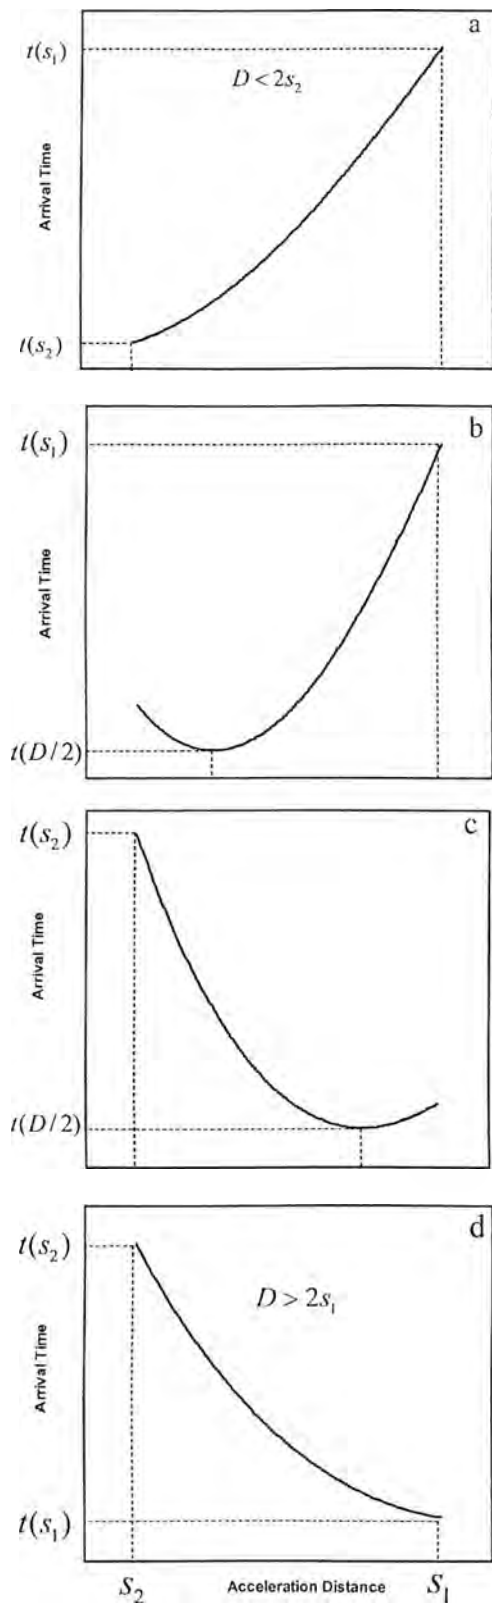 a
t(s₁)
D < 2s₂
Arrival Time
t(s₂)
b
t(s₁)
Arrival Time
t(D/2)
c
t(s₂)
Arrival Time
t(D/2)
d
t(s₂)
D > 2s₁
Arrival Time
t(s₁)
s₂ Acceleration Distance s₁